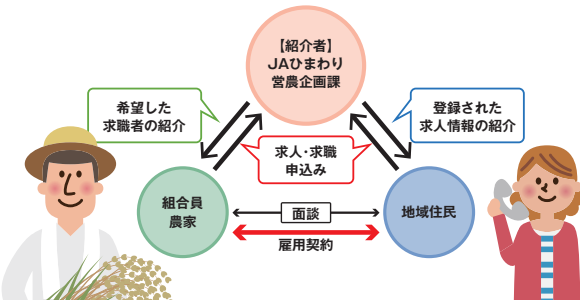 【紹介者】
JAひまわり
営農企画課
希望した
求職者の紹介
登録された
求人情報の紹介
求人・求職
申込み
組合員
農家
面談
地域住民
雇用契約